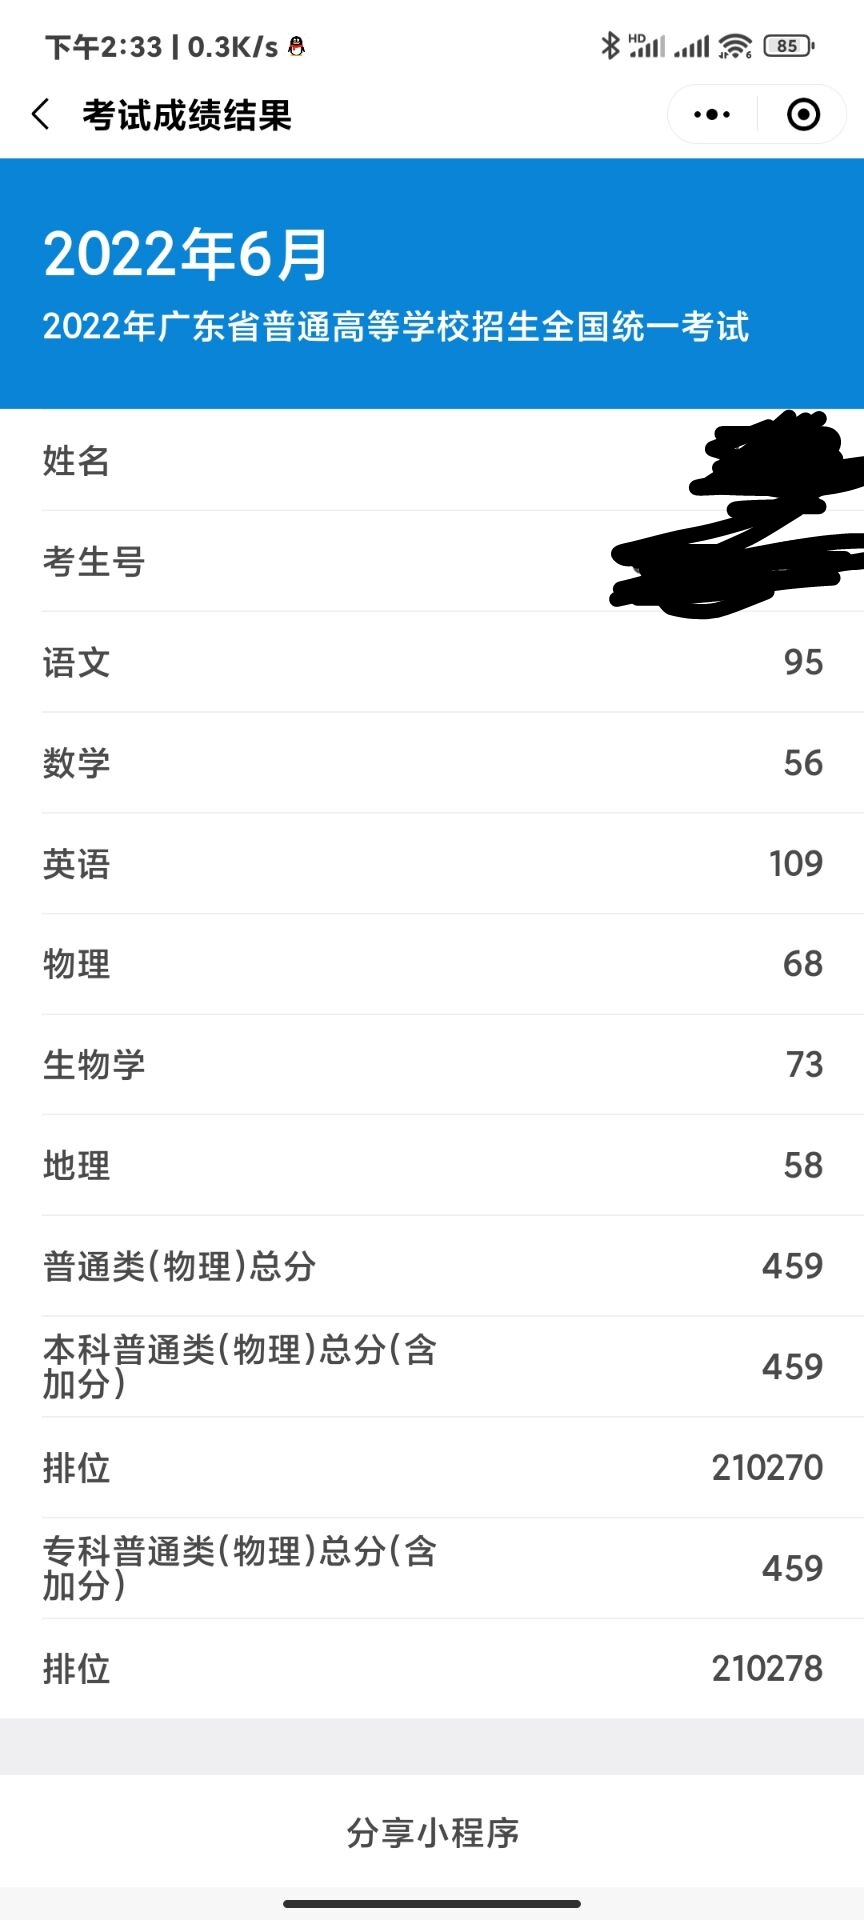 下午2:33 | 0.3K/s
HD
6
85
考试成绩结果
2022年6月
2022年广东省普通高等学校招生全国统一考试
姓名
考生号
语文 95
数学 56
英语 109
物理 68
生物学 73
地理 58
普通类(物理)总分 459
本科普通类(物理)总分(含
加分) 459
排位 210270
专科普通类(物理)总分(含
加分) 459
排位 210278
分享小程序